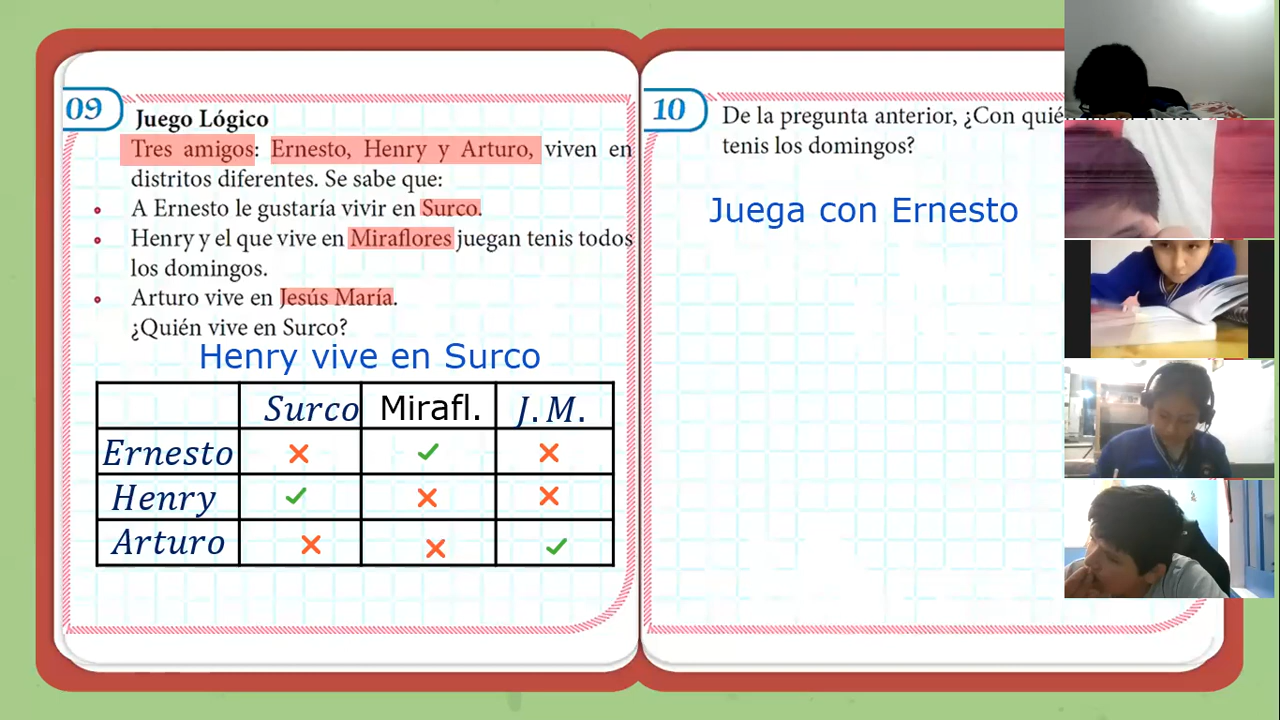 09
Juego Lógico
Tres amigos: Ernesto, Henry y Arturo, viven en
distritos diferentes. Se sabe que:
• A Ernesto le gustaría vivir en Surco.
• Henry y el que vive en Miraflores juegan tenis todos
los domingos.
• Arturo vive en Jesús María.
¿Quién vive en Surco?
Henry vive en Surco
Surco Mirafl. J. M.
Ernesto × ✓ ×
Henry ✓ × ×
Arturo × × ✓
10
De la pregunta anterior, ¿Con quié
tenis los domingos?
Juega con Ernesto